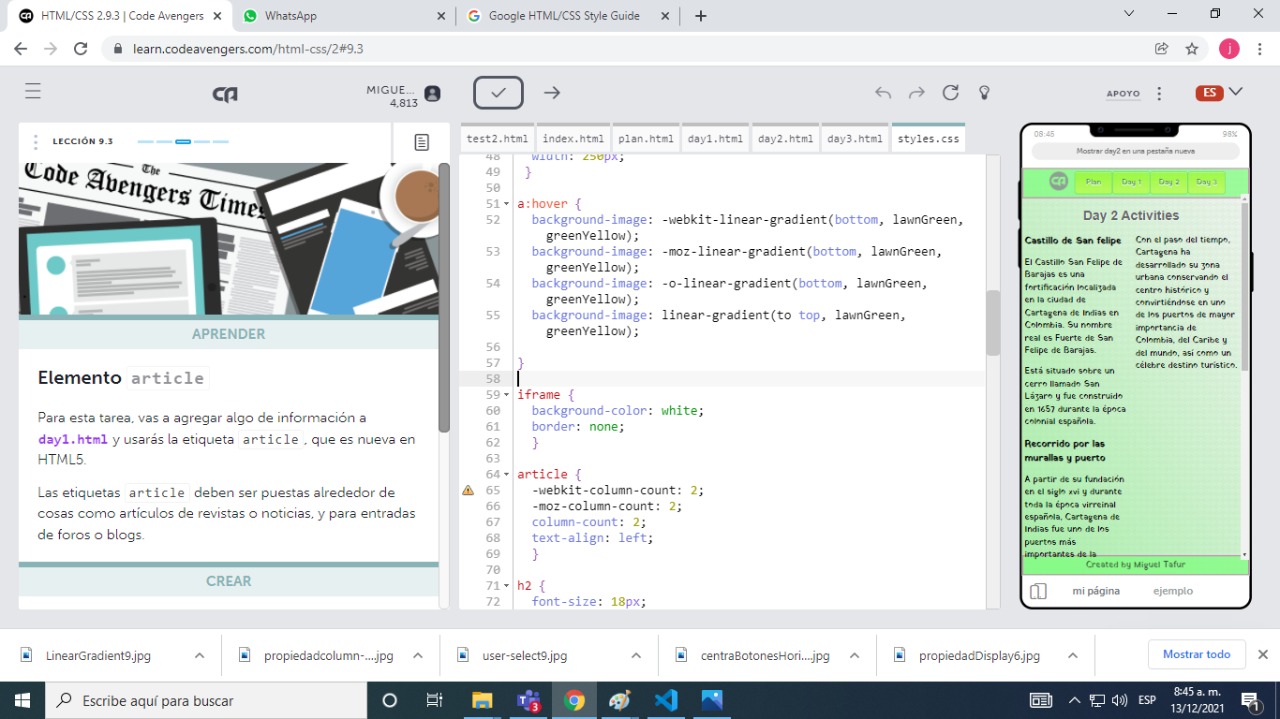 HTML/CSS 2.9.3 | Code Avengers
WhatsApp
Google HTML/CSS Style Guide
learn.codeavengers.com/html-css/2#9.3
j
MIGUE...
4,813
APOYO
ES
LECCIÓN 9.3
The
Code Avengers Times
APRENDER
Elemento article
Para esta tarea, vas a agregar algo de información a
day1.html y usarás la etiqueta article , que es nueva en
HTML5.
Las etiquetas article deben ser puestas alrededor de
cosas como artículos de revistas o noticias, y para entradas
de foros o blogs.
CREAR
test2.html index.html plan.html day1.html day2.html day3.html styles.css
48 width: 250px;
49 }
50
51 a:hover {
52 background-image: -webkit-linear-gradient(bottom, lawnGreen,
greenYellow);
53 background-image: -moz-linear-gradient(bottom, lawnGreen,
greenYellow);
54 background-image: -o-linear-gradient(bottom, lawnGreen,
greenYellow);
55 background-image: linear-gradient(to top, lawnGreen,
greenYellow);
56
57 }
58
59 iframe {
60 background-color: white;
61 border: none;
62 }
63
64 article {
65 -webkit-column-count: 2;
66 -moz-column-count: 2;
67 column-count: 2;
68 text-align: left;
69 }
70
71 h2 {
72 font-size: 18px;
08:45 98%
Mostrar day2 en una pestaña nueva
Plan Day 1 Day 2 Day 3
Day 2 Activities
Castillo de San felipe
El Castillo San Felipe de
Barajas es una
fortificación localizada
en la ciudad de
Cartagena de Indias en
Colombia. Su nombre
real es Fuerte de San
Felipe de Barajas.
Está situado sobre un
cerro llamado San
Lázaro y fue construido
en 1657 durante la época
colonial española.
Recorrido por las
murallas y puerto
A partir de su fundación
en el siglo xvi y durante
toda la época virreinal
española, Cartagena de
Indias fue uno de los
puertos más
importantes de la
Con el paso del tiempo,
Cartagena ha
desarrollado su zona
urbana conservando el
centro histórico y
convirtiéndose en uno
de los puertos de mayor
importancia de
Colombia, del Caribe y
del mundo, así como un
célebre destino turístico.
Created by Miguel Tafur
mi página ejemplo
LinearGradient9.jpg
propiedadcolumn-....jpg
user-select9.jpg
centraBotonesHori....jpg
propiedadDisplay6.jpg
Mostrar todo
Escribe aquí para buscar
3
ESP
8:45 a. m.
13/12/2021
1